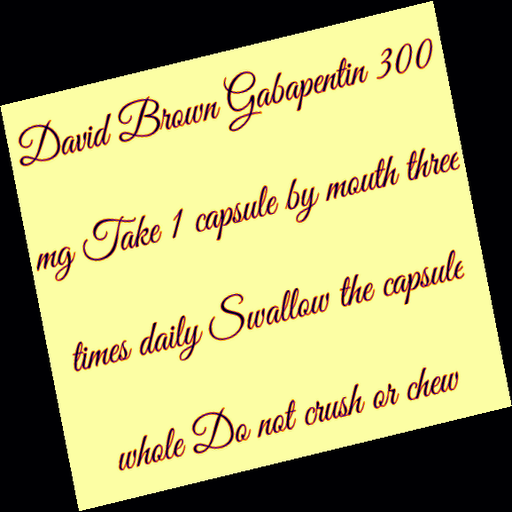 David Brown Gabapentin 300
mg Take 1 capsule by mouth three
times daily Swallow the capsule
whole Do not crush or chew